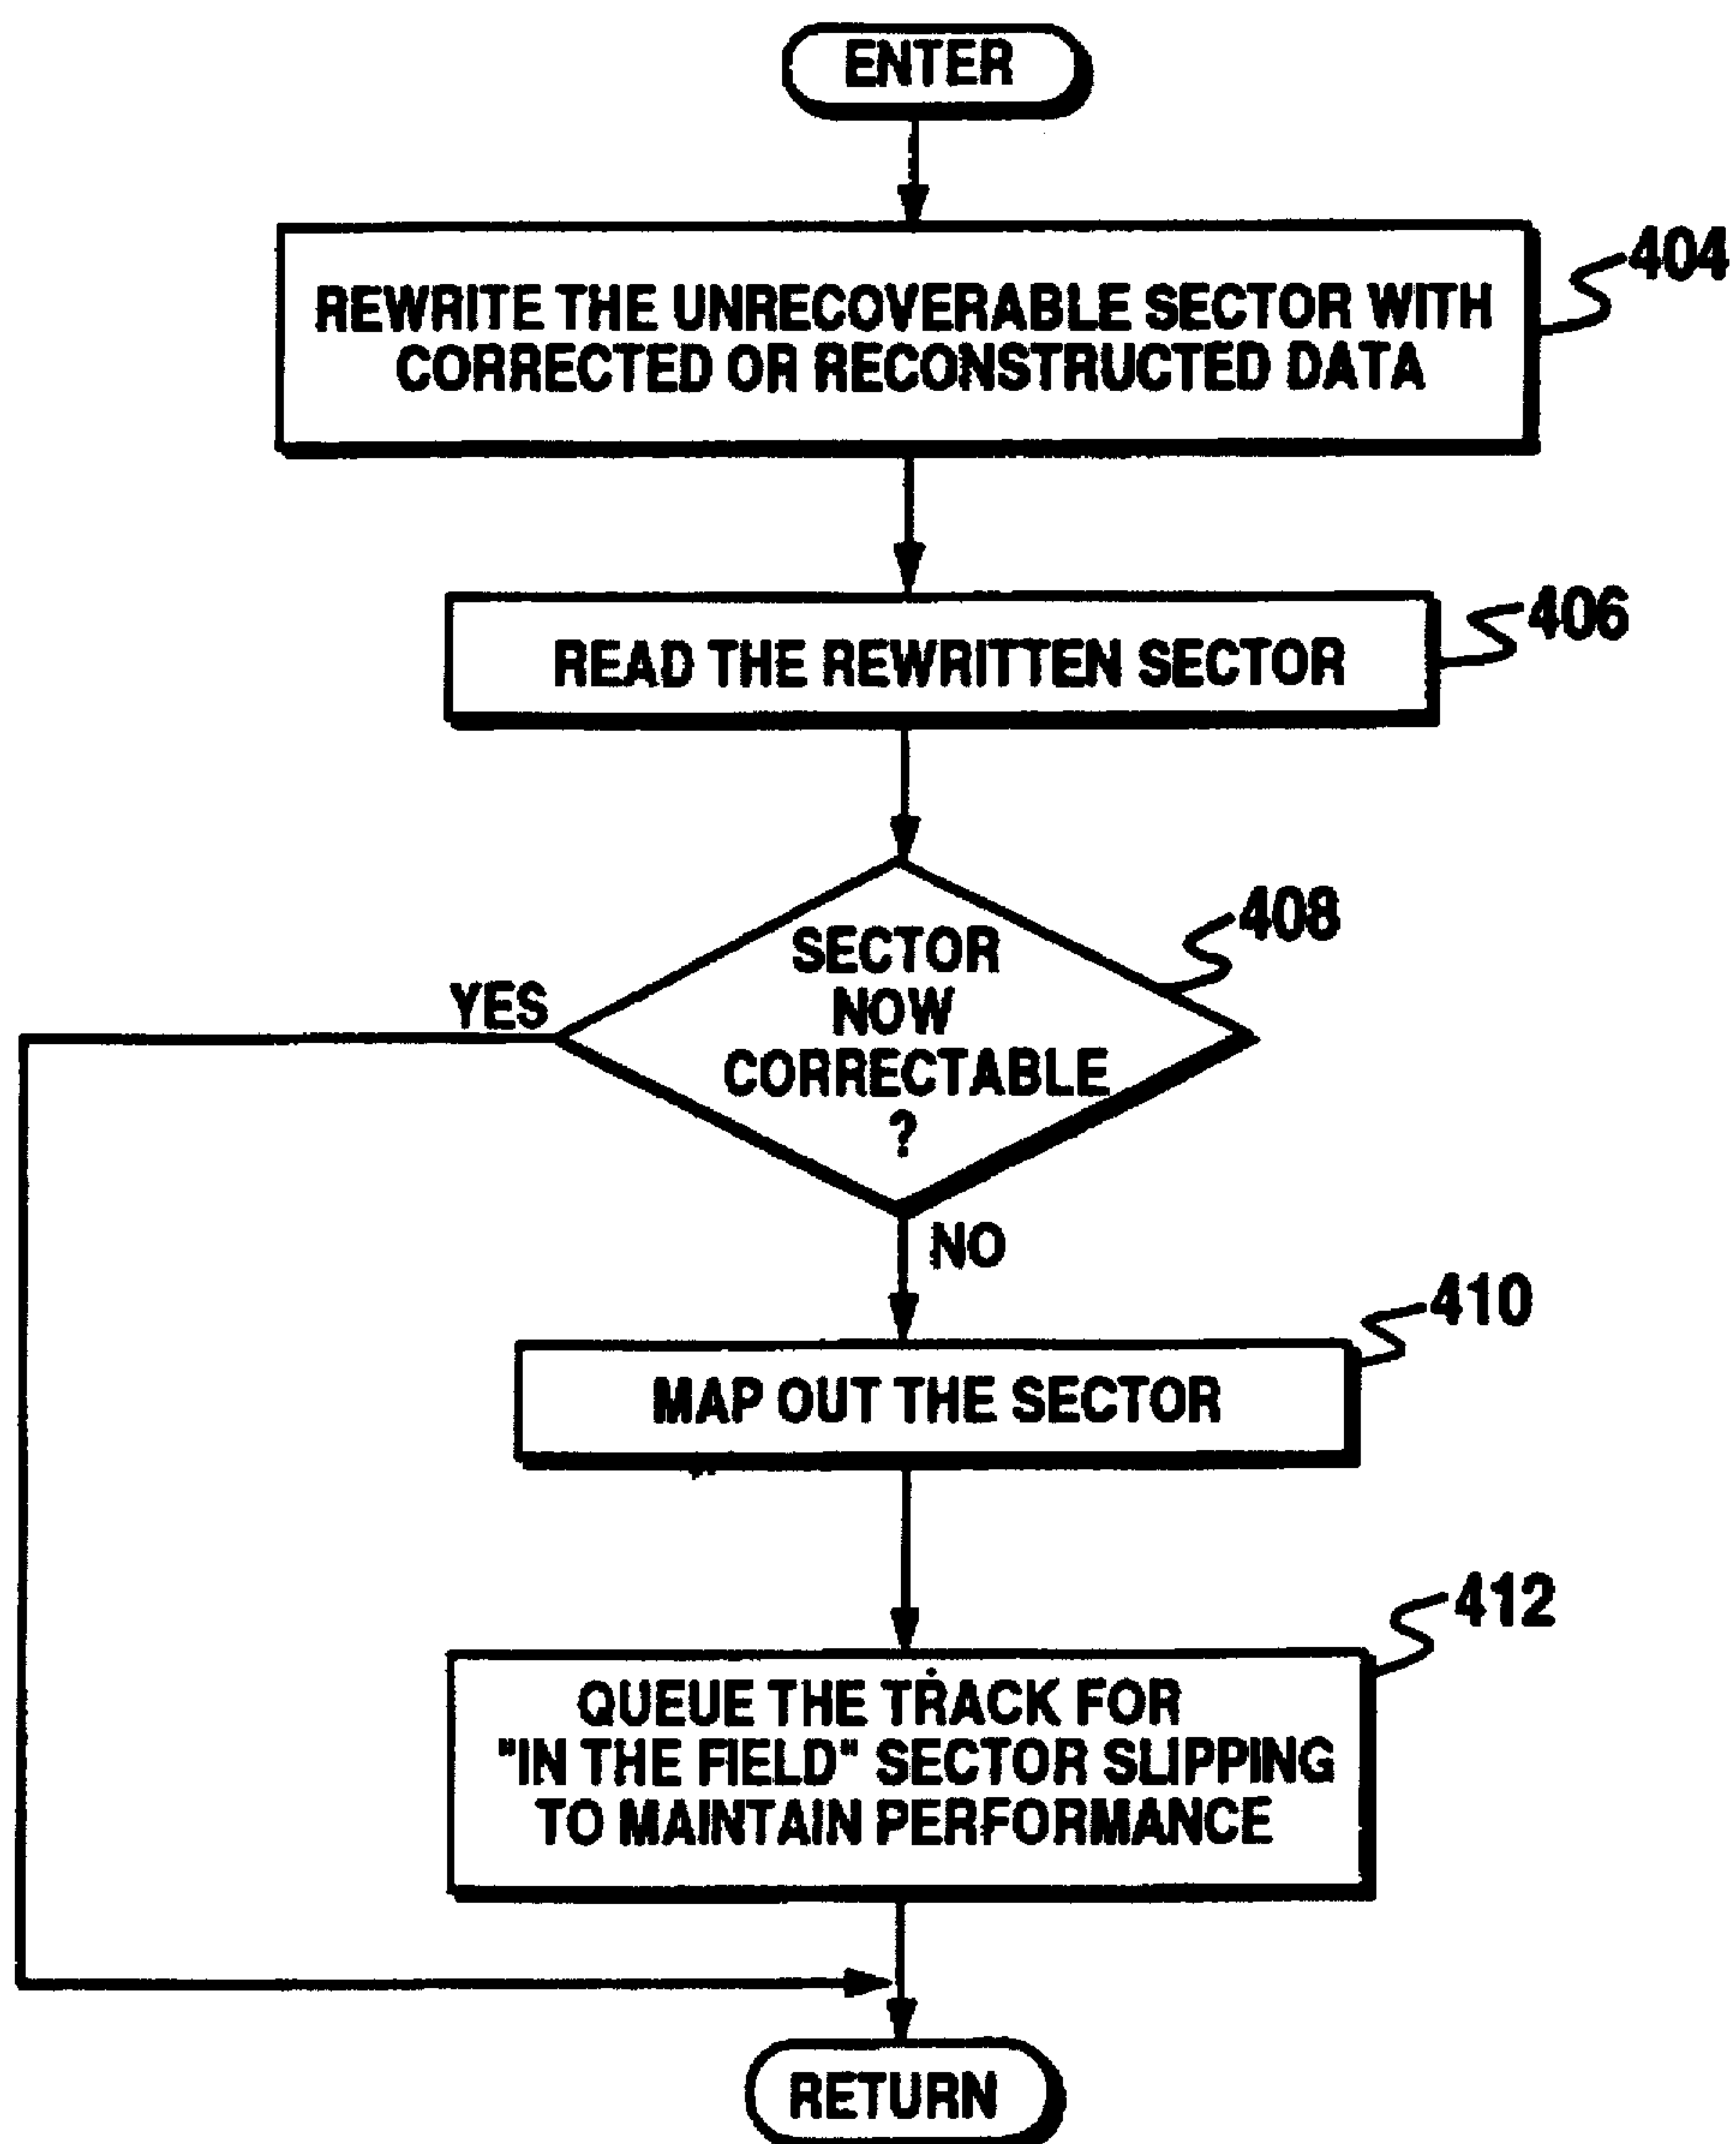 ENTER
REWRITE THE UNRECOVERABLE SECTOR WITH
CORRECTED OR RECONSTRUCTED DATA
404
READ THE REWRITTEN SECTOR
406
SECTOR
NOW
CORRECTABLE
?
408
YES
NO
MAP OUT THE SECTOR
410
QUEUE THE TRACK FOR
"IN THE FIELD" SECTOR SLIPPING
TO MAINTAIN PERFORMANCE
412
RETURN